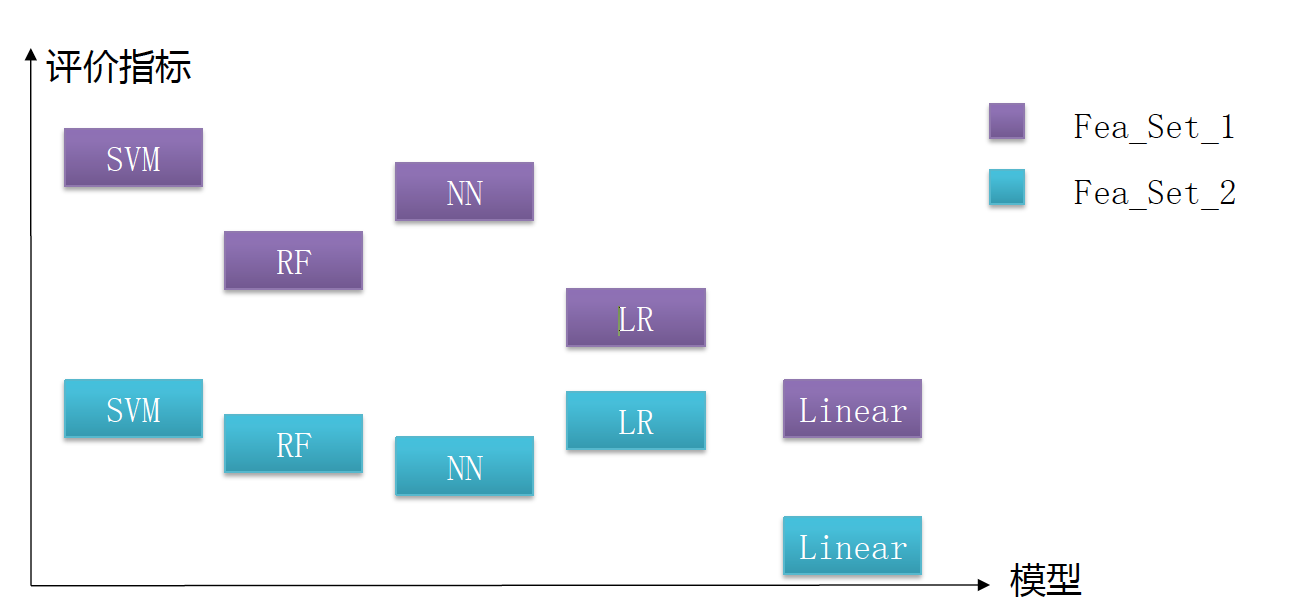 评价指标
SVM
NN
RF
LR
SVM
RF
NN
LR
Linear
Linear
模型
Fea_Set_1
Fea_Set_2